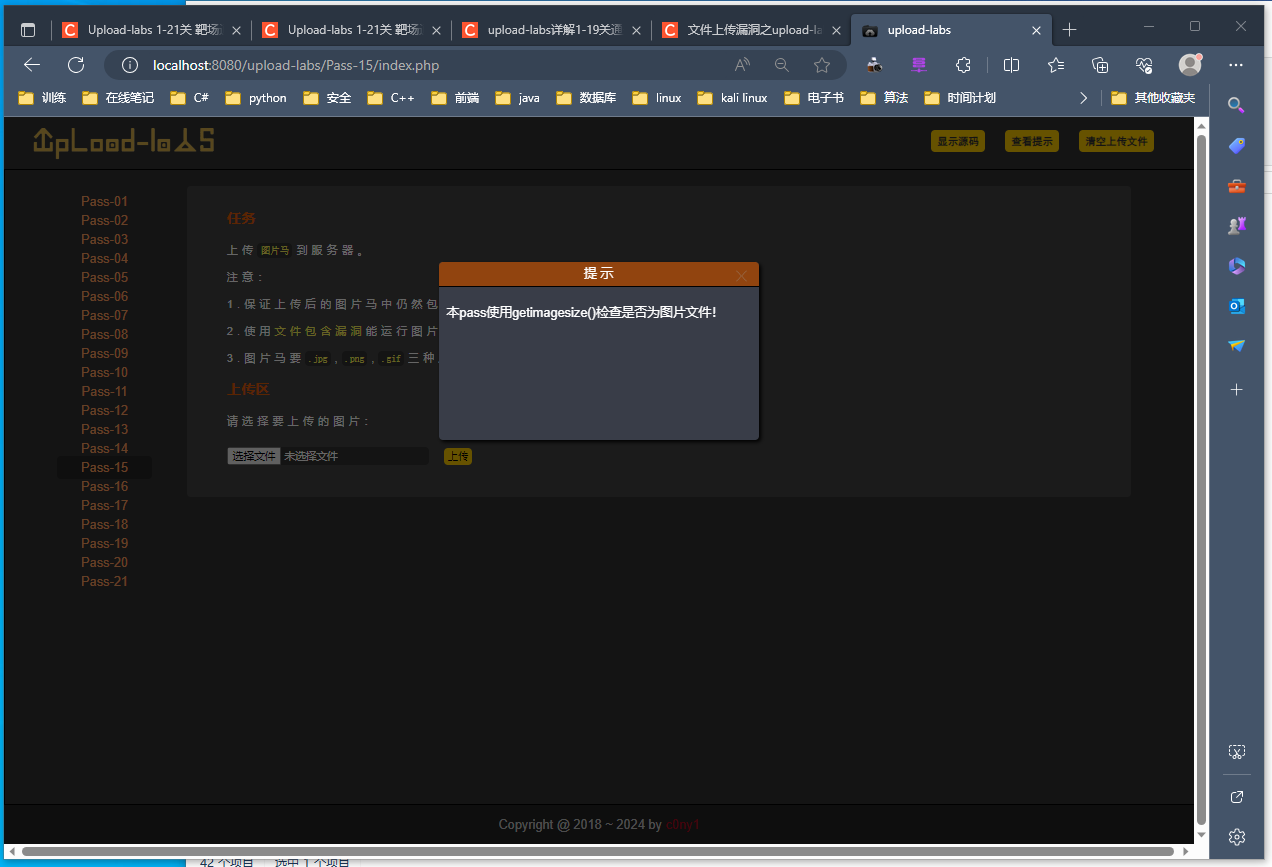 Upload-labs 1-21关 靶场
Upload-labs 1-21关 靶场
upload-labs详解1-19关通
文件上传漏洞之upload-la
upload-labs
localhost:8080/upload-labs/Pass-15/index.php
训练
在线笔记
C#
python
安全
C++
前端
java
数据库
linux
kali linux
电子书
算法
时间计划
其他收藏夹
UpLoad-labS
显示源码
查看提示
清空上传文件
Pass-01
Pass-02
Pass-03
Pass-04
Pass-05
Pass-06
Pass-07
Pass-08
Pass-09
Pass-10
Pass-11
Pass-12
Pass-13
Pass-14
Pass-15
Pass-16
Pass-17
Pass-18
Pass-19
Pass-20
Pass-21
任务
上传 图片马 到服务器。
注意：
1.保证上传后的图片马中仍然包
2.使用文件包含漏洞能运行图片
3.图片马要 .jpg , .png , .gif 三种
上传区
请选择要上传的图片：
选择文件 未选择文件
上传
提示
本pass使用getimagesize()检查是否为图片文件！
Copyright @ 2018 ~ 2024 by c0ny1
42 个项目 选中 1 个项目